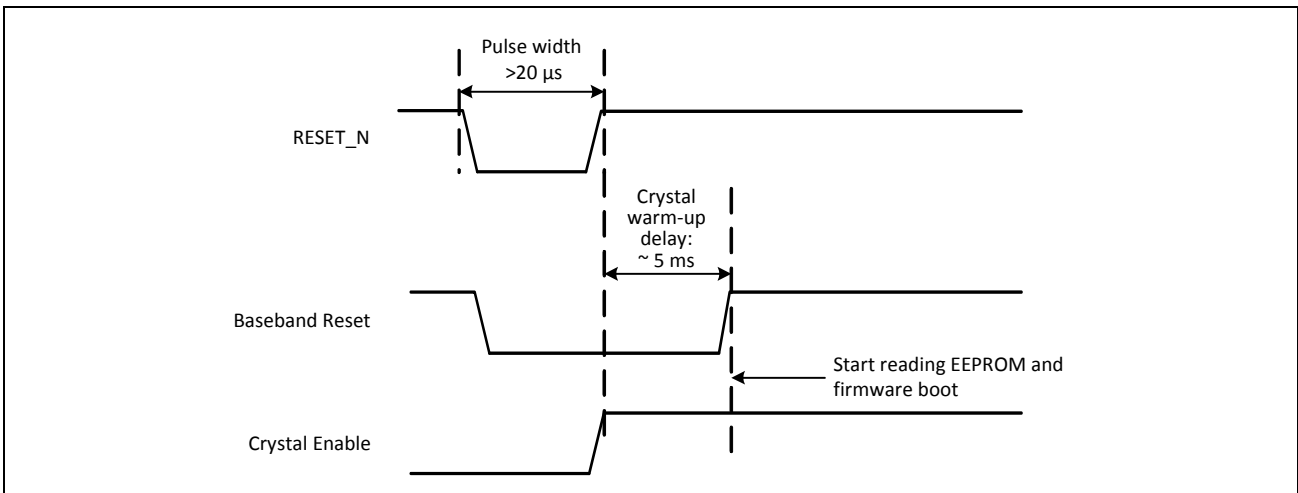 Pulse width
>20 µs
RESET_N
Crystal
warm-up
delay:
~ 5 ms
Baseband Reset
Start reading EEPROM and
firmware boot
Crystal Enable